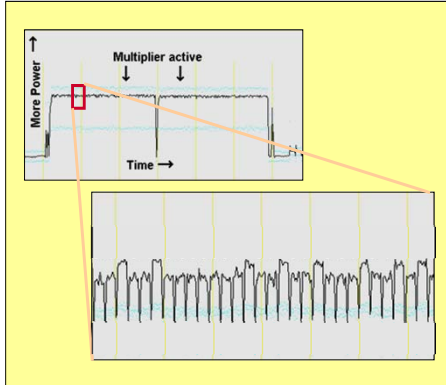 More Power →
Multiplier active
↓ ↓
Time →